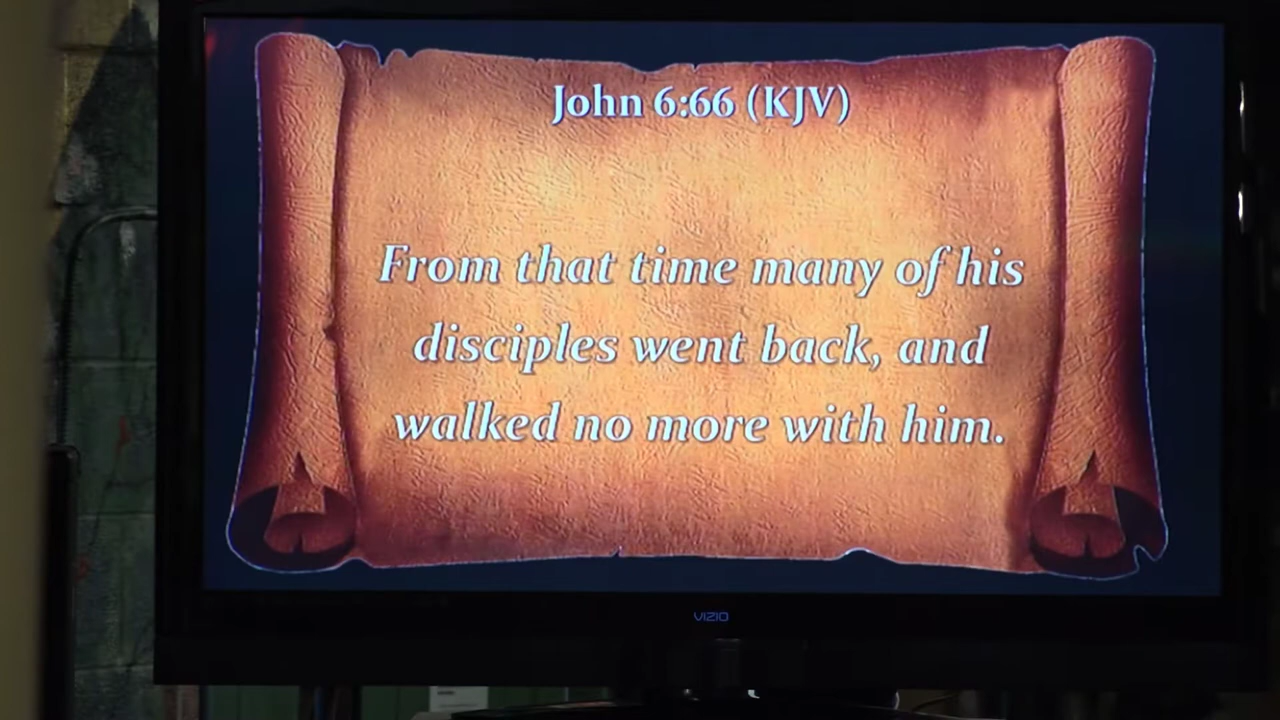 John 6:66 (KJV)
From that time many of his
disciples went back, and
walked no more with him.
VIZIO